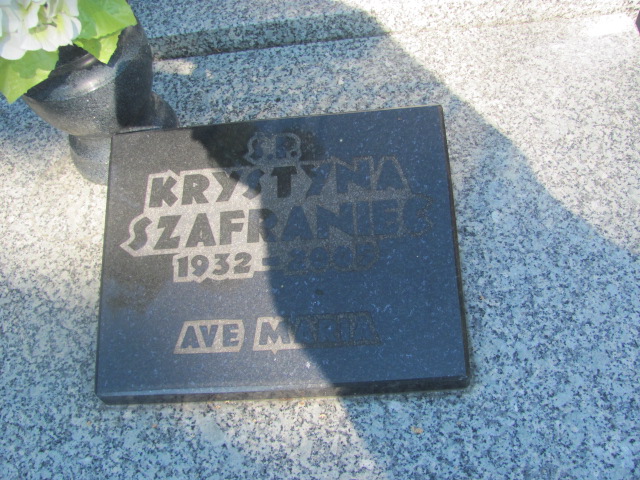 Ś.P.
KRYSTYNA
SZAFRANIEC
1932 –
AVE MARIA